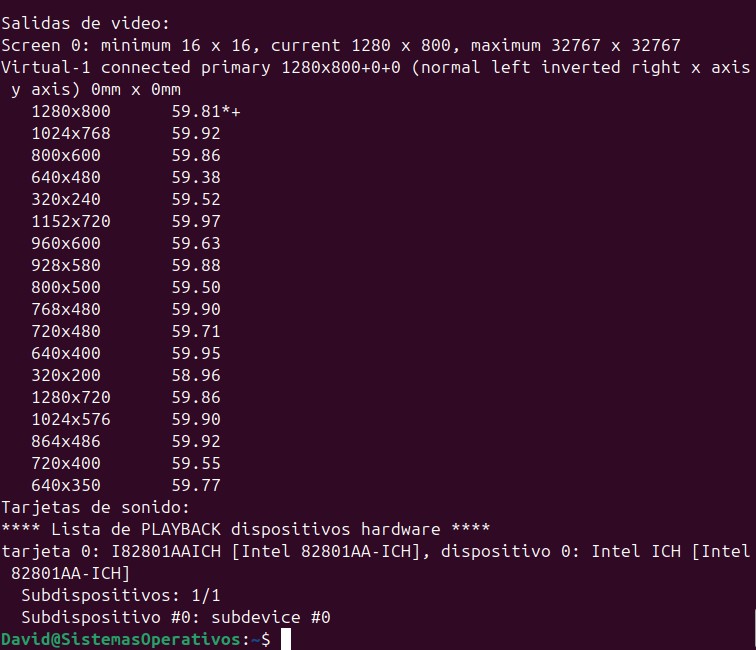 Salidas de video:
Screen 0: minimum 16 x 16, current 1280 x 800, maximum 32767 x 32767
Virtual-1 connected primary 1280x800+0+0 (normal left inverted right x axis
 y axis) 0mm x 0mm
   1280x800      59.81*+
   1024x768      59.92
   800x600       59.86
   640x480       59.38
   320x240       59.52
   1152x720      59.97
   960x600       59.63
   928x580       59.88
   800x500       59.50
   768x480       59.90
   720x480       59.71
   640x400       59.95
   320x200       58.96
   1280x720      59.86
   1024x576      59.90
   864x486       59.92
   720x400       59.55
   640x350       59.77
Tarjetas de sonido:
**** Lista de PLAYBACK dispositivos hardware ****
tarjeta 0: I82801AAICH [Intel 82801AA-ICH], dispositivo 0: Intel ICH [Intel
 82801AA-ICH]
  Subdispositivos: 1/1
  Subdispositivo #0: subdevice #0
David@SistemasOperativos:~$